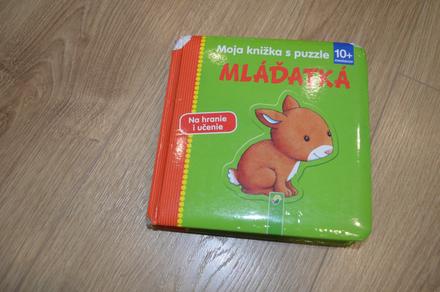 Moja knižka s puzzle
10+
MLÁĎATKÁ
Na hranie
i učenie